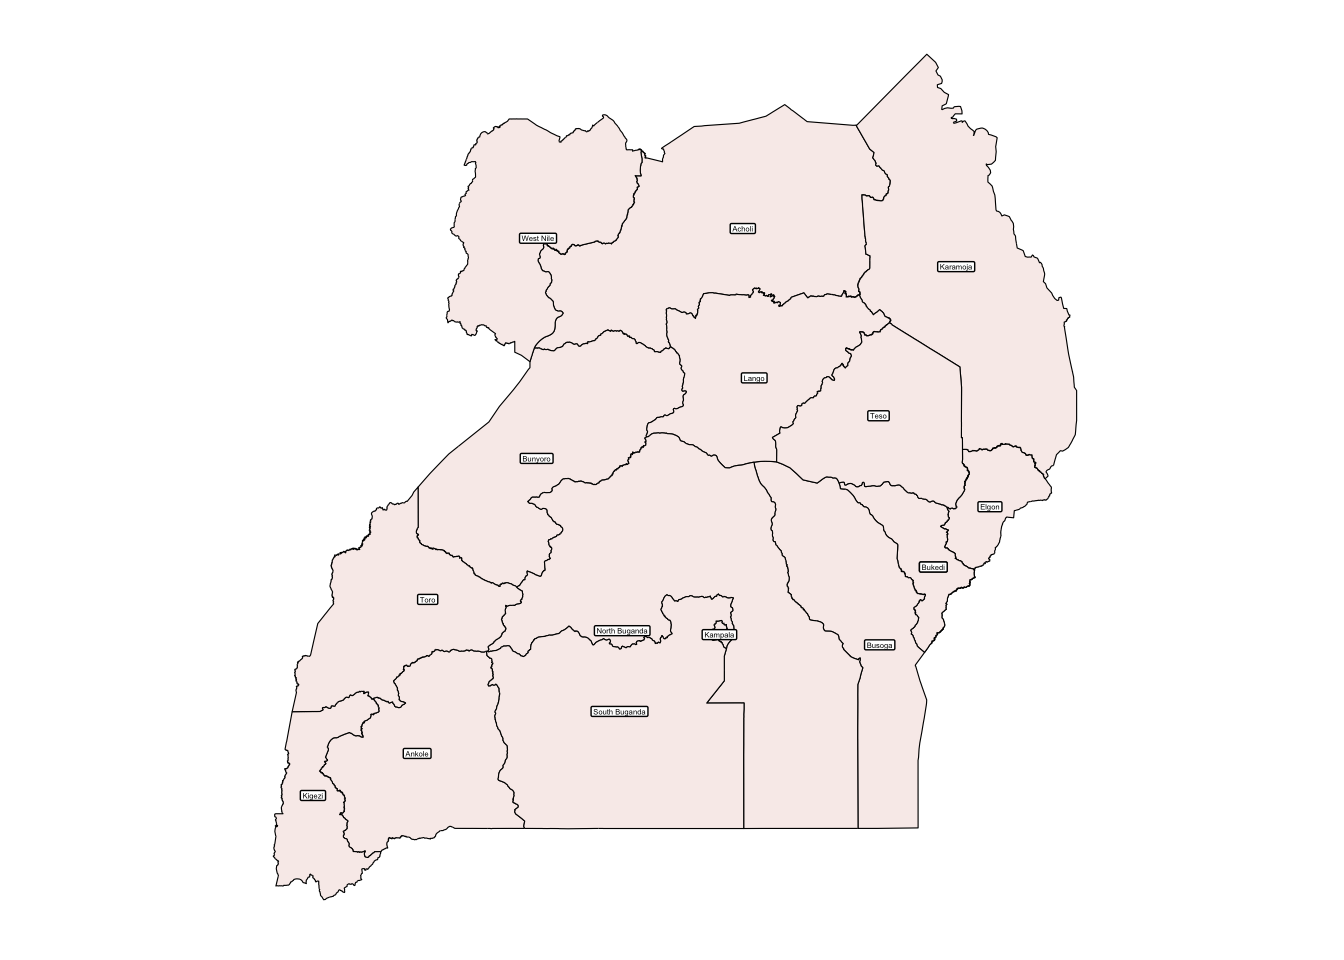 Acholi
West Nile
Karamoja
Lango
Teso
Bunyoro
Elgon
Bukedi
Toro
North Buganda
Kampala
Busoga
South Buganda
Ankole
Kigezi